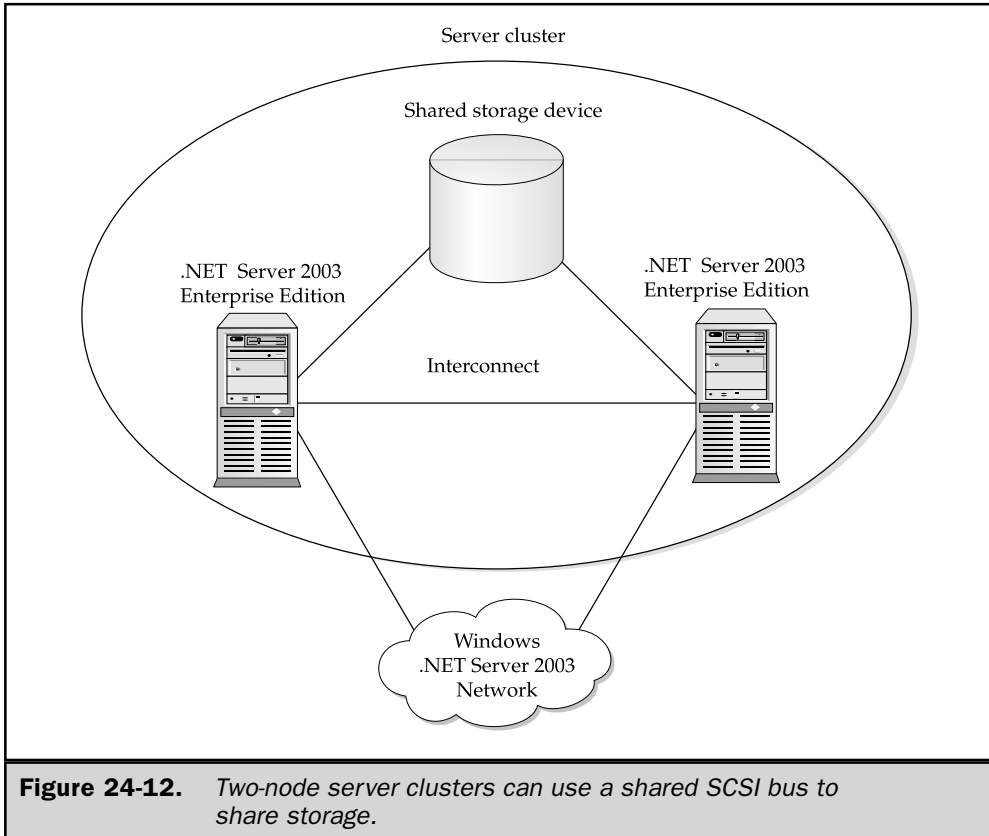 Server cluster
Shared storage device
.NET  Server 2003
Enterprise Edition
.NET  Server 2003
Enterprise Edition
Interconnect
Windows
.NET Server 2003
Network
Figure 24-12. Two-node server clusters can use a shared SCSI bus to
share storage.